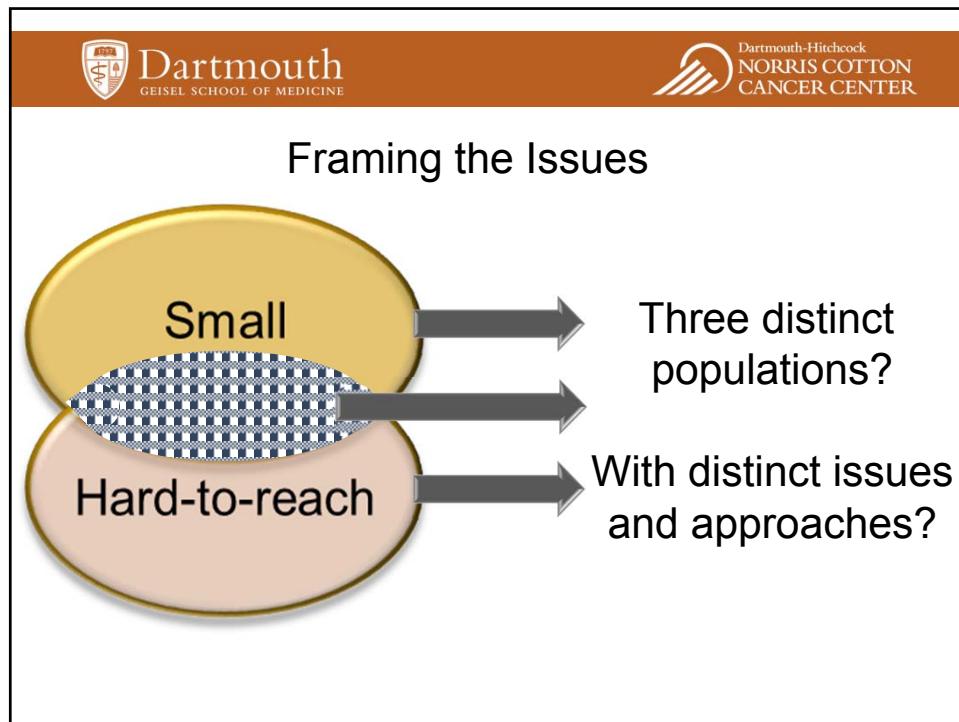 1797
Dartmouth
GEISEL SCHOOL OF MEDICINE
Dartmouth-Hitchcock
NORRIS COTTON
CANCER CENTER
Framing the Issues
Small
Hard-to-reach
Three distinct
populations?
With distinct issues
and approaches?